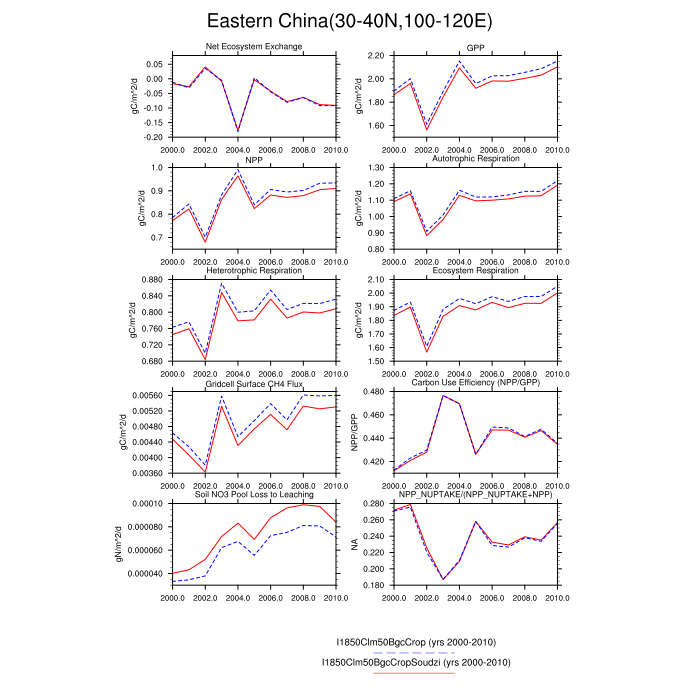 Eastern China(30-40N,100-120E)
Net Ecosystem Exchange
gC/m^2/d
0.05
0.00
-0.05
-0.10
-0.15
-0.20
2000.0 2002.0 2004.0 2006.0 2008.0 2010.0
GPP
gC/m^2/d
2.20
2.00
1.80
1.60
2000.0 2002.0 2004.0 2006.0 2008.0 2010.0
NPP
gC/m^2/d
1.0
0.9
0.8
0.7
2000.0 2002.0 2004.0 2006.0 2008.0 2010.0
Autotrophic Respiration
gC/m^2/d
1.30
1.20
1.10
1.00
0.90
0.80
2000.0 2002.0 2004.0 2006.0 2008.0 2010.0
Heterotrophic Respiration
gC/m^2/d
0.880
0.840
0.800
0.760
0.720
0.680
2000.0 2002.0 2004.0 2006.0 2008.0 2010.0
Ecosystem Respiration
gC/m^2/d
2.10
2.00
1.90
1.80
1.70
1.60
1.50
2000.0 2002.0 2004.0 2006.0 2008.0 2010.0
Gridcell Surface CH4 Flux
gC/m^2/d
0.00560
0.00520
0.00480
0.00440
0.00400
0.00360
2000.0 2002.0 2004.0 2006.0 2008.0 2010.0
Carbon Use Efficiency (NPP/GPP)
NPP/GPP
0.480
0.460
0.440
0.420
2000.0 2002.0 2004.0 2006.0 2008.0 2010.0
Soil NO3 Pool Loss to Leaching
gN/m^2/d
0.00010
0.000080
0.000060
0.000040
2000.0 2002.0 2004.0 2006.0 2008.0 2010.0
NPP_NUPTAKE/(NPP_NUPTAKE+NPP)
NA
0.280
0.260
0.240
0.220
0.200
0.180
2000.0 2002.0 2004.0 2006.0 2008.0 2010.0
I1850Clm50BgcCrop (yrs 2000-2010)
I1850Clm50BgcCropSoudzi (yrs 2000-2010)